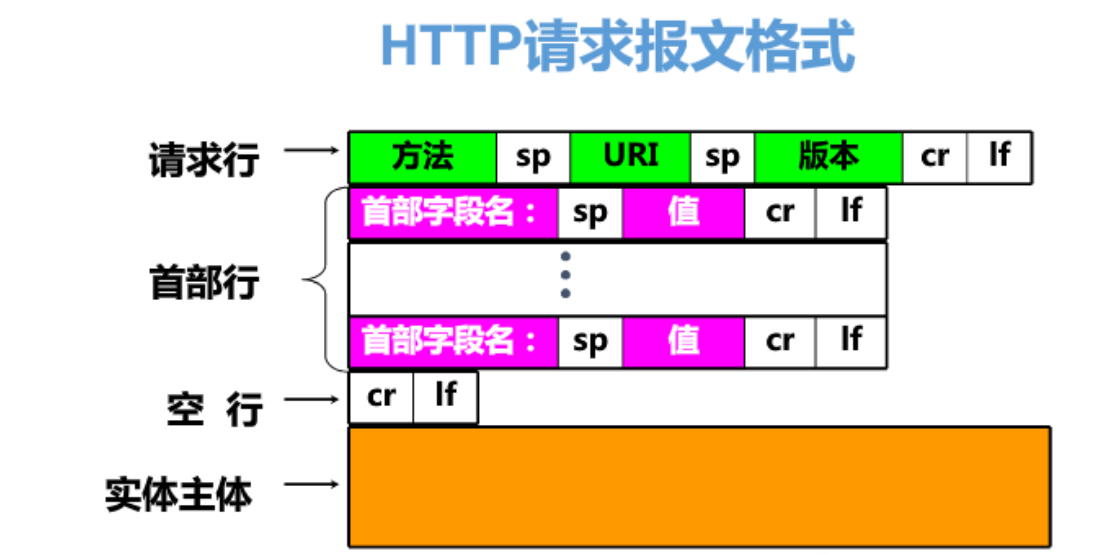 HTTP请求报文格式
请求行 方法 sp URI sp 版本 cr lf
首部字段名： sp 值 cr lf
首部行
首部字段名： sp 值 cr lf
空 行 cr lf
实体主体